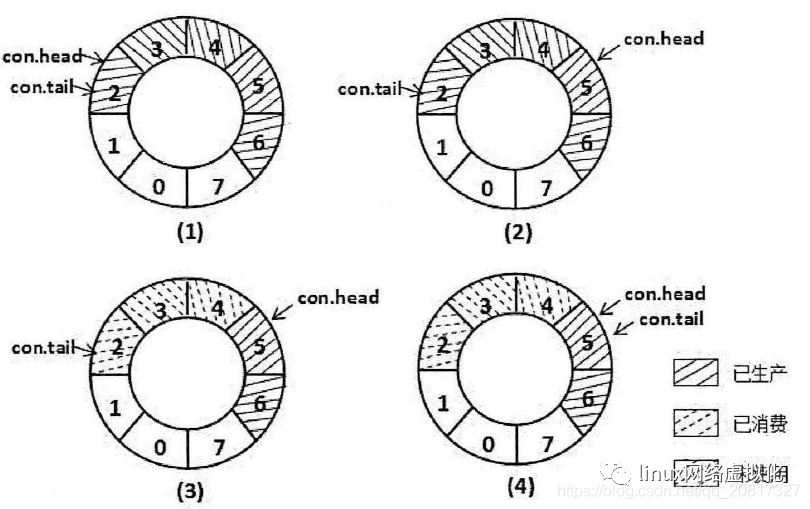 con.head
con.tail
3 4
2 5
1 6
0 7
(1)
con.head
con.tail
3 4
2 5
1 6
0 7
(2)
con.head
con.tail
3 4
2 5
1 6
0 7
(3)
con.head
con.tail
3 4
2 5
1 6
0 7
(4)
已生产
已消费
linux网络虚拟化
https://blog.csdn.net/qq_20817327